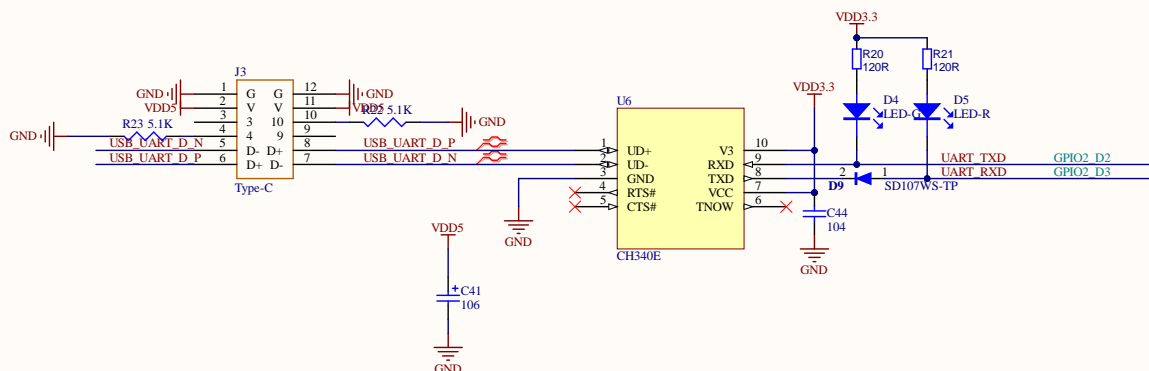 VDD3.3
R20
120R
R21
120R
D4
LED-G
D5
LED-R
J3
GND
1
G
G
12
GND
VDD5
2
V
V
11
VDD5
3
3
10
10
R22 5.1K
GND
GND
R23 5.1K
4
4
9
9
USB_UART_D_N
5
D-
D+
8
USB_UART_D_P
USB_UART_D_P
6
D+
D-
7
USB_UART_D_N
Type-C
VDD3.3
U6
1
UD+
V3
10
2
UD-
RXD
9
UART_TXD
GPIO2_D2
3
GND
TXD
8
2
1
UART_RXD
GPIO2_D3
D9
SD107WS-TP
4
RTS#
VCC
7
5
CTS#
TNOW
6
CH340E
GND
C44
104
GND
VDD5
C41
106
GND